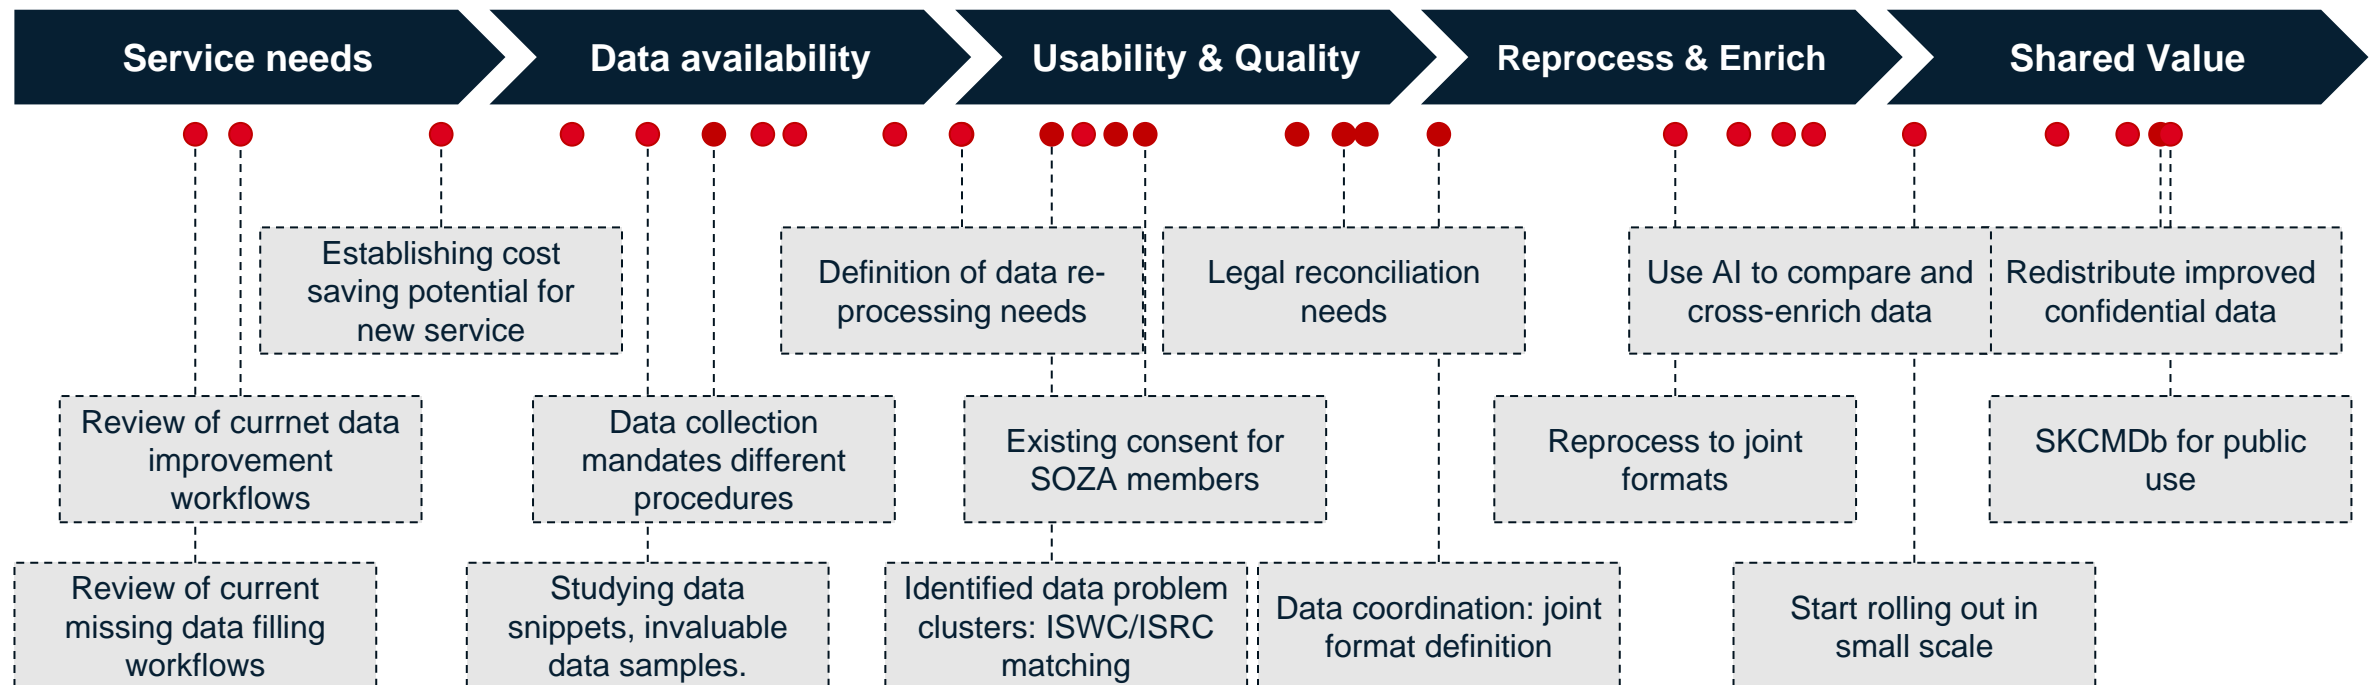 Service needs
Data availability
Usability & Quality
Reprocess & Enrich
Shared Value
Establishing cost
saving potential for
new service
Definition of data re-
processing needs
Legal reconciliation
needs
Use AI to compare and
cross-enrich data
Redistribute improved
confidential data
Review of currnet data
improvement
workflows
Data collection
mandates different
procedures
Existing consent for
SOZA members
Reprocess to joint
formats
SKCMDb for public
use
Review of current
missing data filling
workflows
Studying data
snippets, invaluable
data samples.
Identified data problem
clusters: ISWC/ISRC
matching
Data coordination: joint
format definition
Start rolling out in
small scale